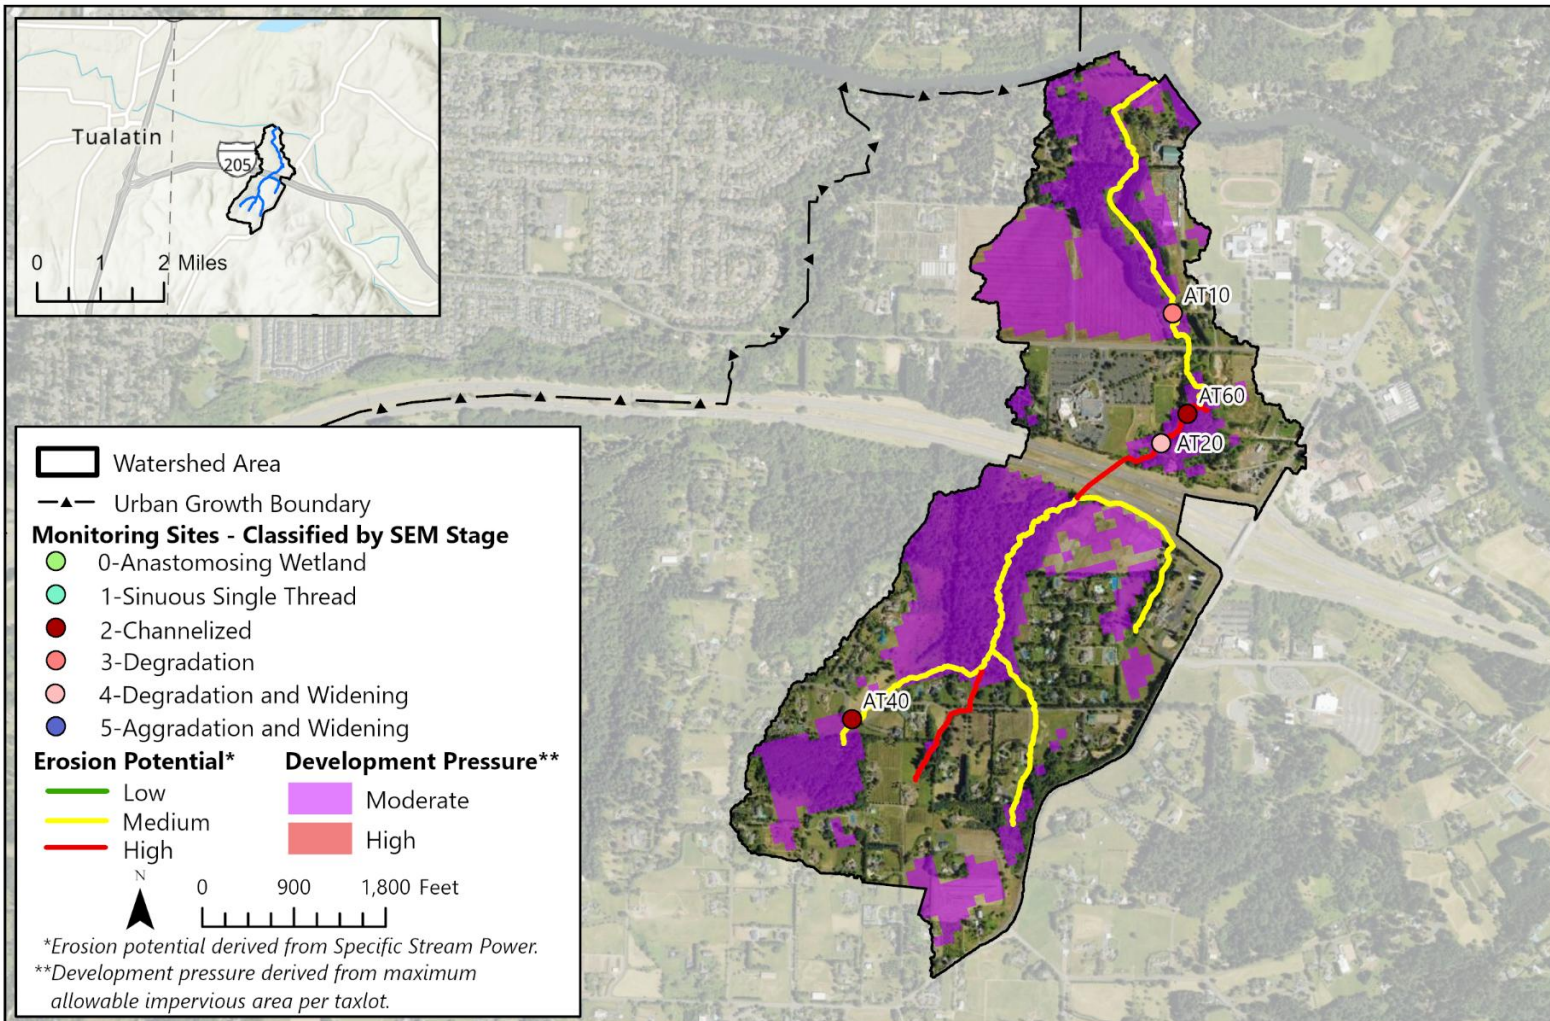 Tualatin
205
0 1 2 Miles
AT10
AT60
AT20
AT40
Watershed Area
Urban Growth Boundary
Monitoring Sites - Classified by SEM Stage
0-Anastomosing Wetland
1-Sinuous Single Thread
2-Channelized
3-Degradation
4-Degradation and Widening
5-Aggradation and Widening
Erosion Potential* Development Pressure**
Low
Medium
High
Moderate
High
N
0 900 1,800 Feet
*Erosion potential derived from Specific Stream Power.
**Development pressure derived from maximum
allowable impervious area per taxlot.